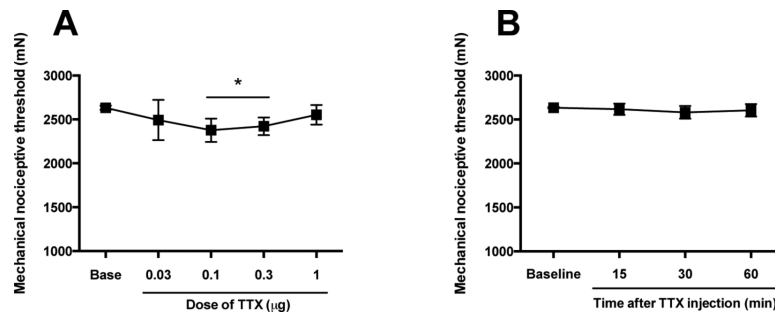 A
Mechanical nociceptive threshold (mN)
3000
2500
2000
1500
1000
*
Base 0.03 0.1 0.3 1
Dose of TTX (μg)
B
Mechanical nociceptive threshold (mN)
3000
2500
2000
1500
1000
Baseline 15 30 60
Time after TTX injection (min)